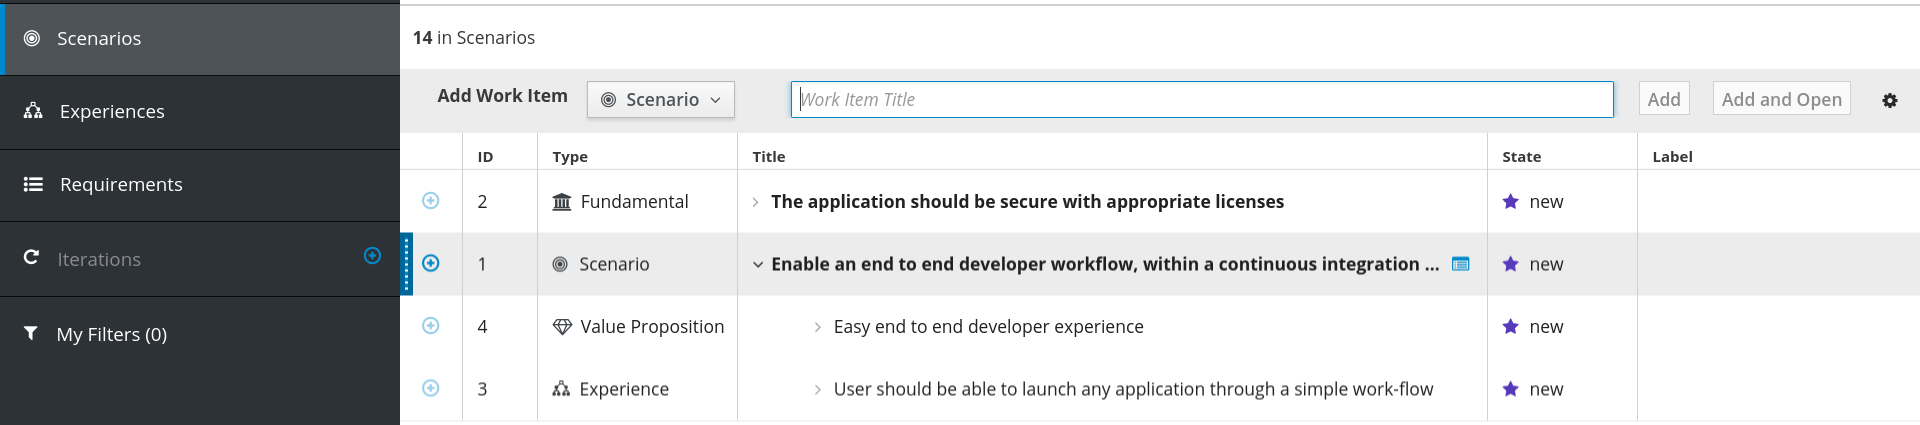 Scenarios
Experiences
Requirements
Iterations
My Filters (0)
14 in Scenarios
Add Work Item Scenario Work Item Title Add Add and Open
ID Type Title State Label
2 Fundamental The application should be secure with appropriate licenses new
1 Scenario Enable an end to end developer workflow, within a continuous integration ... new
4 Value Proposition Easy end to end developer experience new
3 Experience User should be able to launch any application through a simple work-flow new